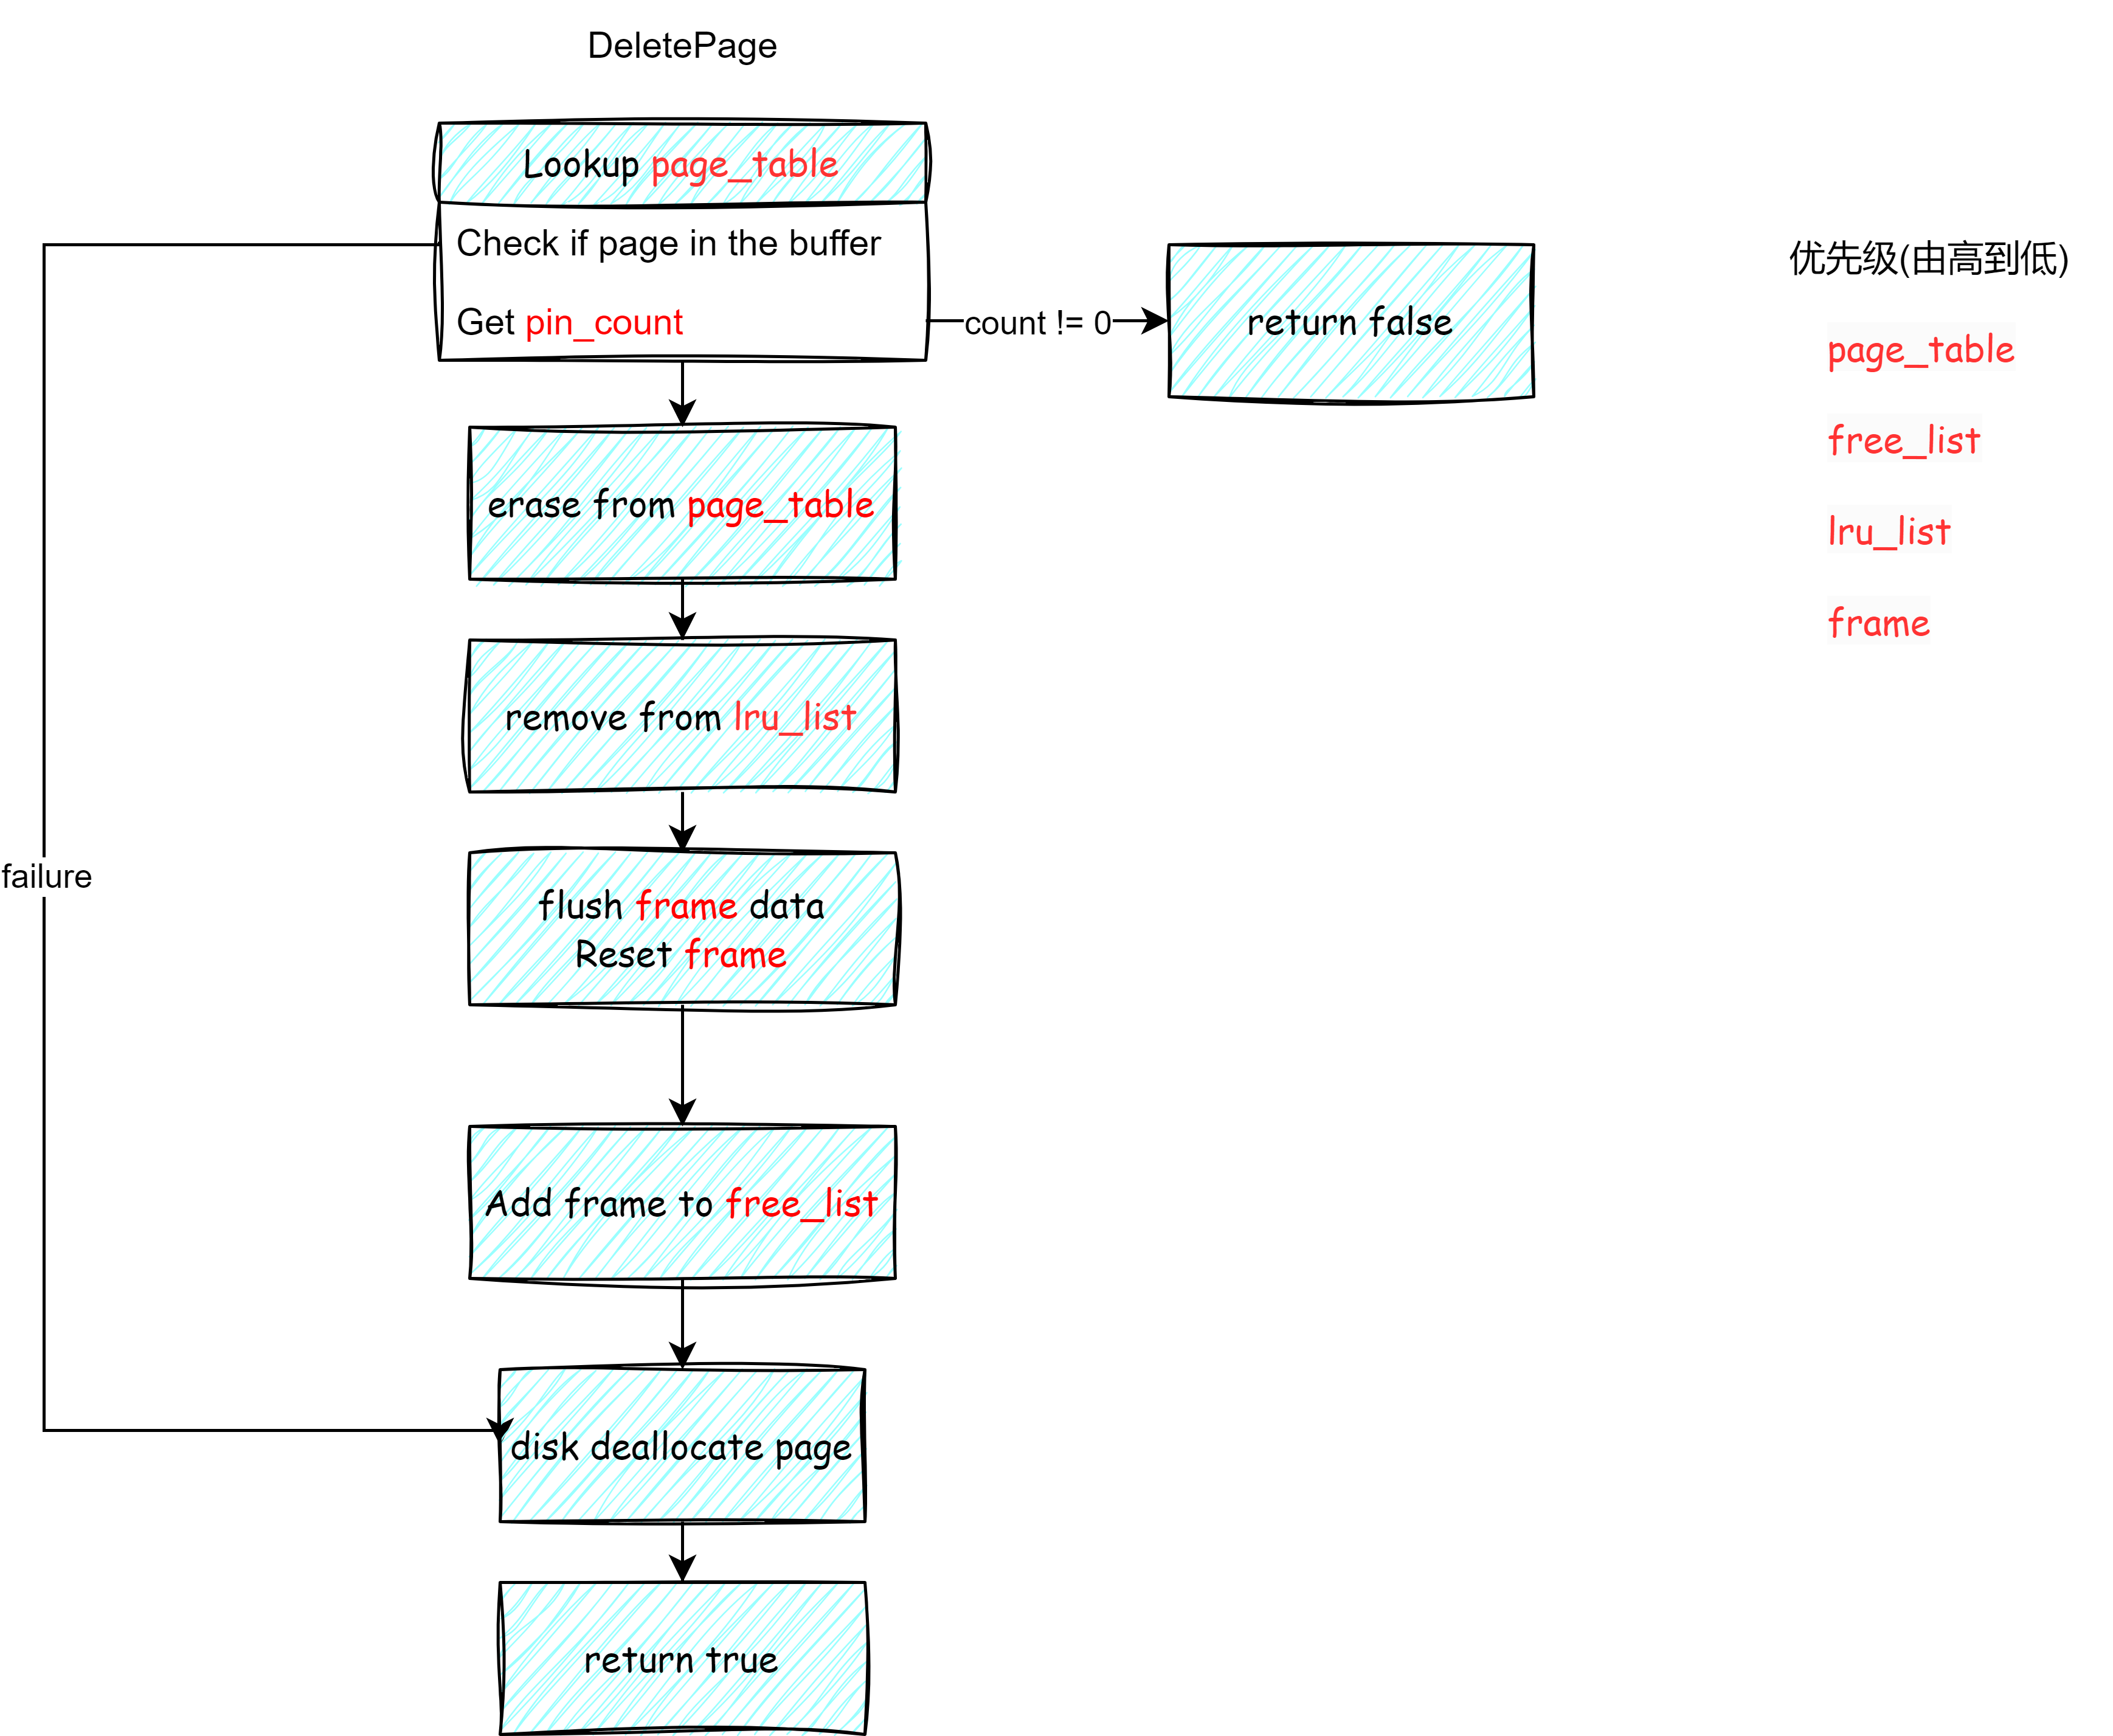 DeletePage
Lookup page_table
Check if page in the buffer
Get pin_count
count != 0
return false
erase from page_table
remove from lru_list
flush frame data
Reset frame
failure
Add frame to free_list
disk deallocate page
return true
优先级(由高到低)
page_table
free_list
lru_list
frame